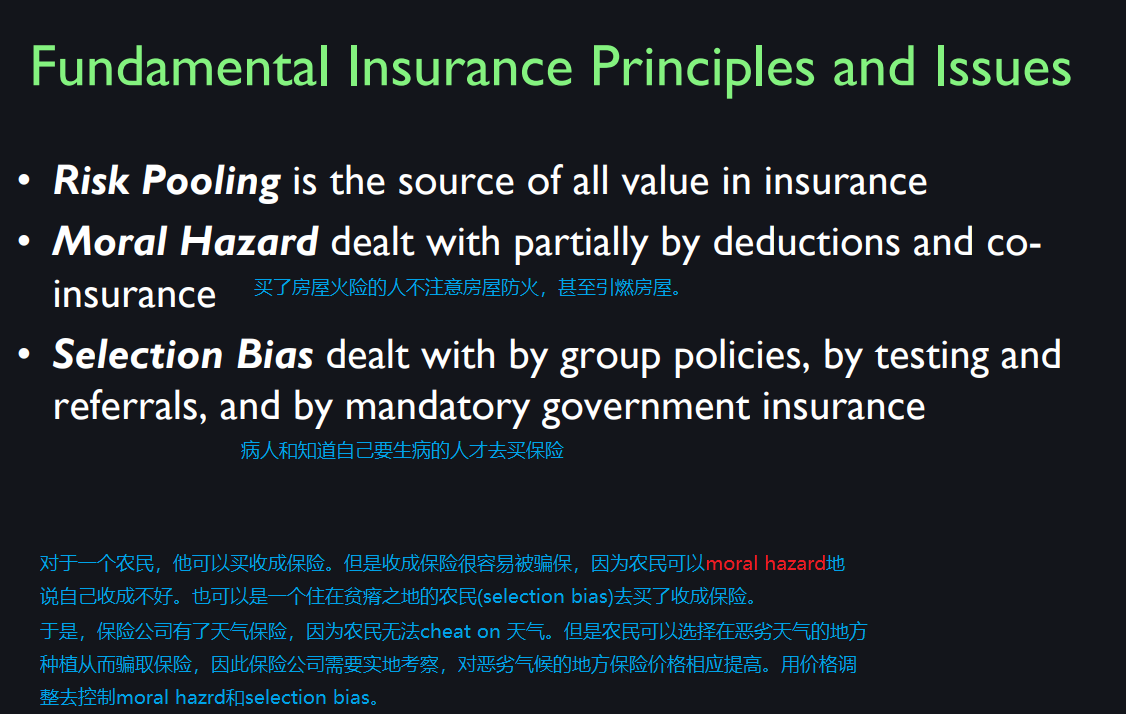 Fundamental Insurance Principles and Issues
• Risk Pooling is the source of all value in insurance
• Moral Hazard dealt with partially by deductions and co-
insurance
买了房屋火险的人不注意房屋防火，甚至引燃房屋。
• Selection Bias dealt with by group policies, by testing and
referrals, and by mandatory government insurance
病人和知道自己要生病的人才去买保险
对于一个农民，他可以买收成保险。但是收成保险很容易被骗保，因为农民可以moral hazard地
说自己收成不好。也可以是一个住在贫瘠之地的农民(selection bias)去买了收成保险。
于是，保险公司有了天气保险，因为农民无法cheat on 天气。但是农民可以选择在恶劣天气的地方
种植从而骗取保险，因此保险公司需要实地考察，对恶劣气候的地方保险价格相应提高。用价格调
整去控制moral hazrd和selection bias。